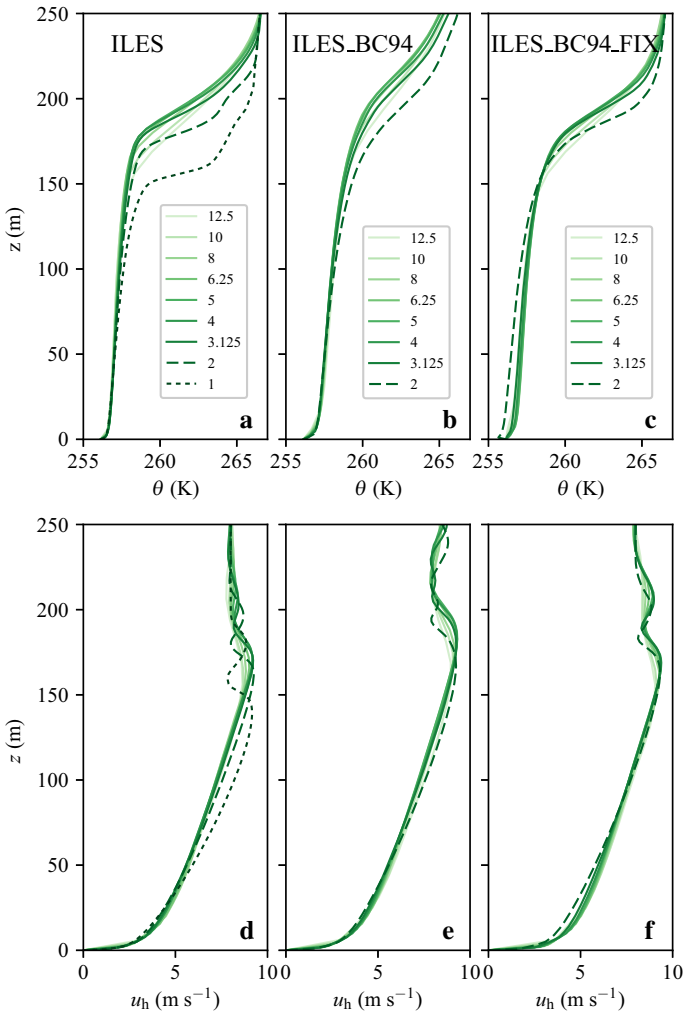 ILES
ILES_BC94
ILES_BC94_FIX
250
200
150
100
50
0
z (m)
12.5
10
8
6.25
5
4
3.125
2
1
a
12.5
10
8
6.25
5
4
3.125
2
b
12.5
10
8
6.25
5
4
3.125
2
c
255 260 265
260 265
260 265
θ (K)
θ (K)
θ (K)
250
200
150
100
50
0
z (m)
d
e
f
0 5 10
0 5 10
0 5 10
u_h (m s⁻¹)
u_h (m s⁻¹)
u_h (m s⁻¹)